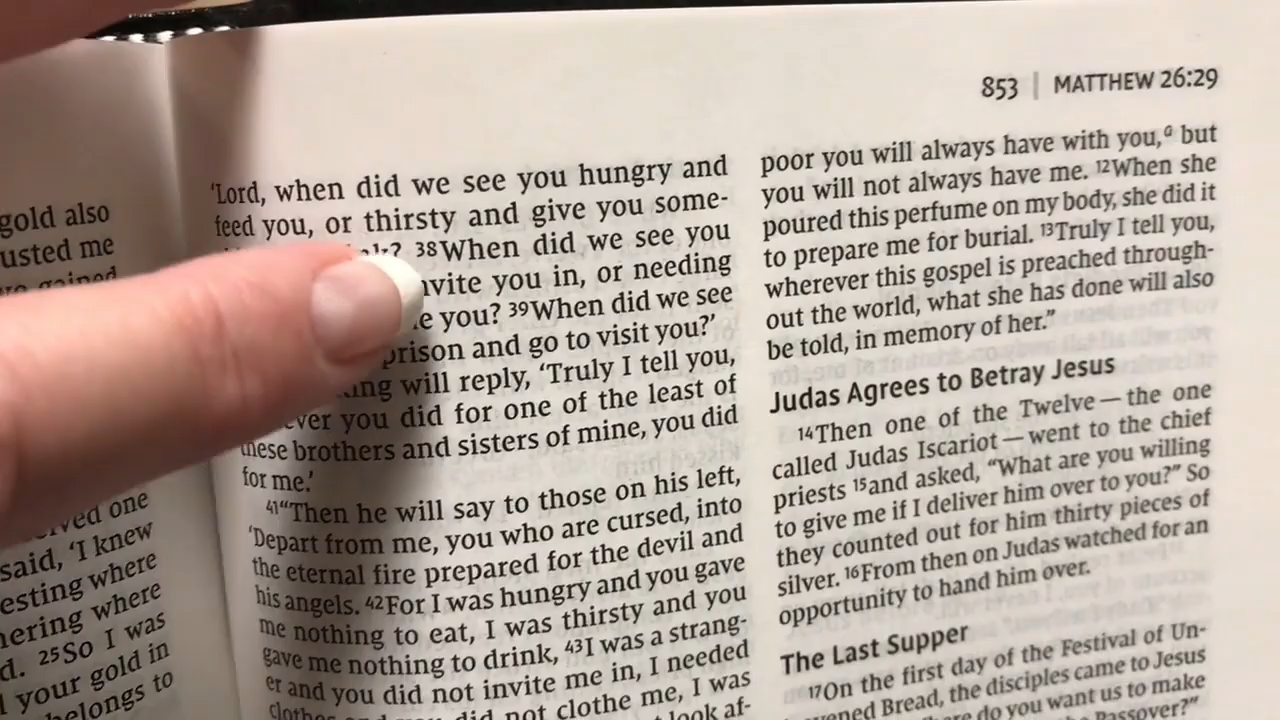 853 | MATTHEW 26:29
gold also
usted me
gained
ved one
said, 'I knew
esting where
hering where
d. 25So I was
l your gold in
belongs to
'Lord, when did we see you hungry and
feed you, or thirsty and give you some-
38When did we see you
nvite you in, or needing
e you? 39When did we see
prison and go to visit you?'
ing will reply, 'Truly I tell you,
ever you did for one of the least of
these brothers and sisters of mine, you did
for me.'
41"Then he will say to those on his left,
'Depart from me, you who are cursed, into
the eternal fire prepared for the devil and
his angels. 42For I was hungry and you gave
me nothing to eat, I was thirsty and you
gave me nothing to drink, 43I was a strang-
er and you did not invite me in, I needed
clothes and you did not clothe me, I was
look af-
poor you will always have with you,a but
you will not always have me. 12When she
poured this perfume on my body, she did it
to prepare me for burial. 13Truly I tell you,
wherever this gospel is preached through-
out the world, what she has done will also
be told, in memory of her."
Judas Agrees to Betray Jesus
14Then one of the Twelve—the one
called Judas Iscariot—went to the chief
priests 15and asked, "What are you willing
to give me if I deliver him over to you?" So
they counted out for him thirty pieces of
silver. 16From then on Judas watched for an
opportunity to hand him over.
The Last Supper
17On the first day of the Festival of Un-
vened Bread, the disciples came to Jesus
do you want us to make
Passover?"